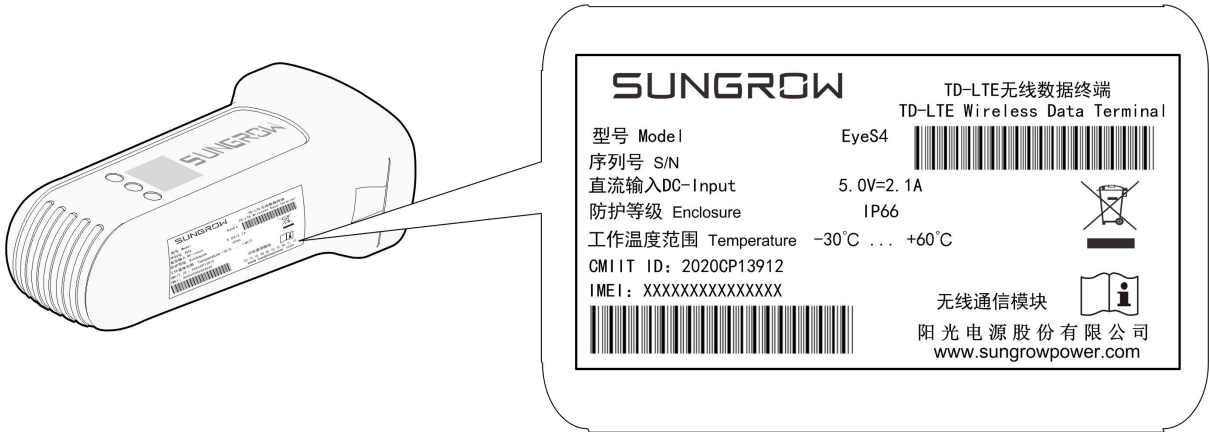 SUNGROW
SUNGROW
TD-LTE无线数据终端
TD-LTE Wireless Data Terminal
型号 Model EyeS4
序列号 S/N
直流输入DC-Input 5.0V=2.1A
防护等级 Enclosure IP66
工作温度范围 Temperature -30℃ ... +60℃
CMIIT ID: 2020CP13912
IMEI: XXXXXXXXXXXXXXX
无线通信模块
阳光电源股份有限公司
www.sungrowpower.com